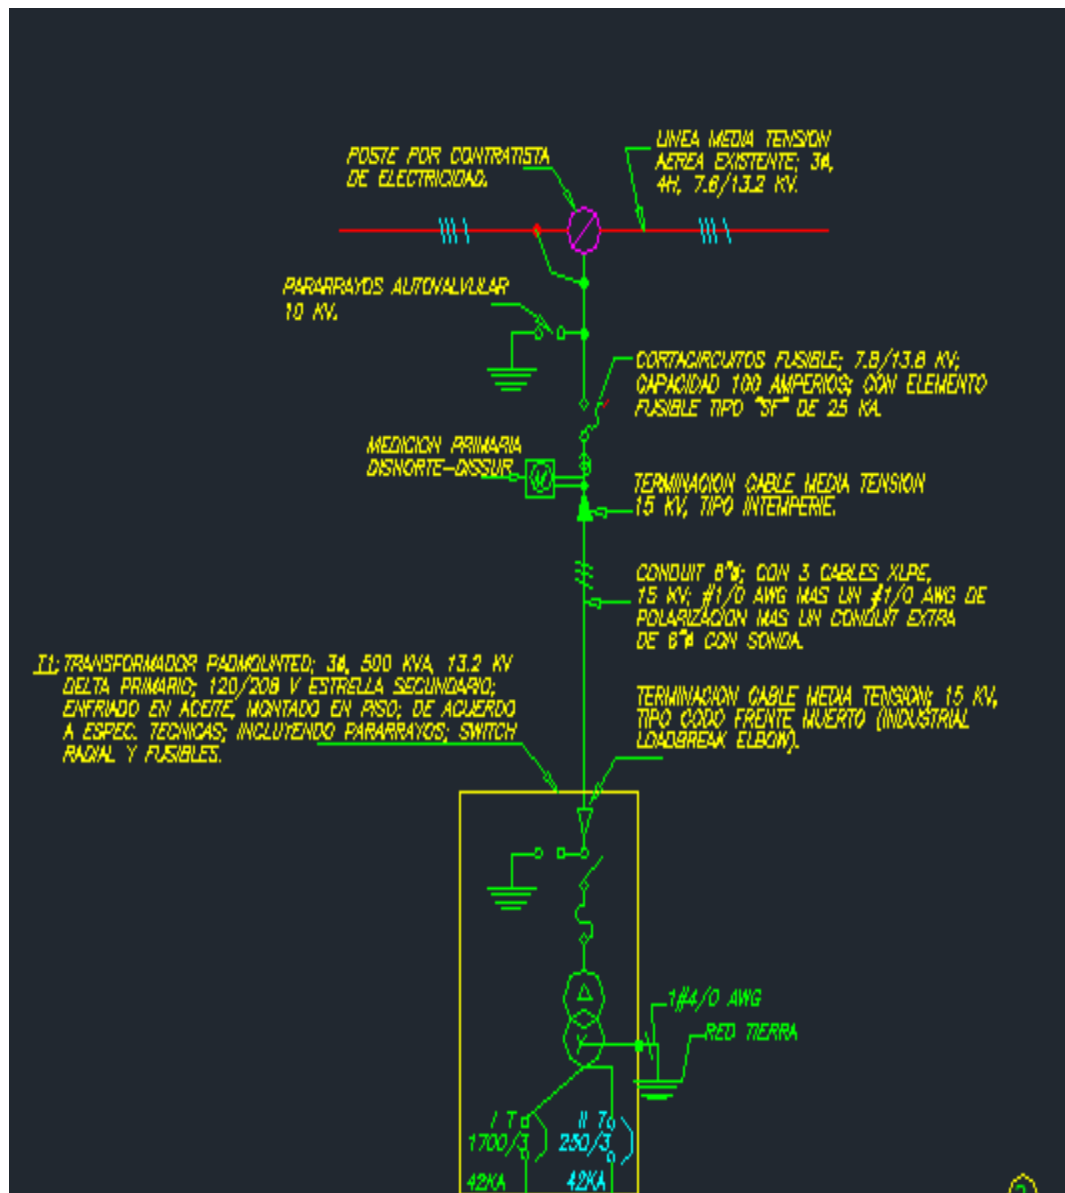 POSTE POR CONTRATISTA
DE ELECTRICIDAD.
LINEA MEDIA TENSION
AEREA EXISTENTE; 3Ø,
4H, 7.6/13.2 KV.
PARARRAYOS AUTOVALVULAR
10 KV.
CORTACIRCUITOS FUSIBLE; 7.8/13.8 KV;
CAPACIDAD 100 AMPERIOS; CON ELEMENTO
FUSIBLE TIPO "SF" DE 25 KA.
MEDICION PRIMARIA
DISNORTE-DISSUR
M
TERMINACION CABLE MEDIA TENSION
15 KV, TIPO INTEMPERIE.
CONDUIT 6"Ø; CON 3 CABLES XLPE,
15 KV; #1/0 AWG MAS UN #1/0 AWG DE
POLARIZACION MAS UN CONDUIT EXTRA
DE 6"Ø CON SONDA.
T1: TRANSFORMADOR PADMOUNTED; 3Ø, 500 KVA, 13.2 KV
DELTA PRIMARIO; 120/208 V ESTRELLA SECUNDARIO;
ENFRIADO EN ACEITE, MONTADO EN PISO; DE ACUERDO
A ESPEC. TECNICAS; INCLUYENDO PARARRAYOS; SWITCH
RADIAL Y FUSIBLES.
TERMINACION CABLE MEDIA TENSION; 15 KV,
TIPO CODO FRENTE MUERTO (INDUSTRIAL
LOADBREAK ELBOW).
1#4/0 AWG
RED TIERRA
Y
I T
1700/3
42KA
II T
250/3
42KA